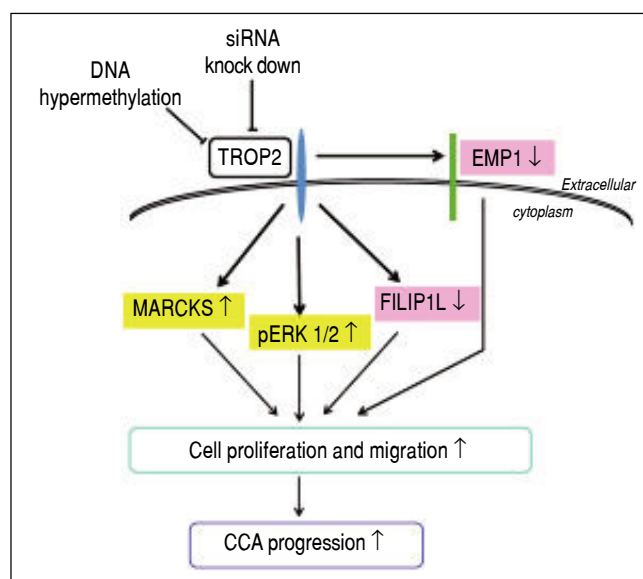 siRNA
knock down
DNA
hypermethylation
TROP2
EMP1 ↓
Extracellular
cytoplasm
MARCKS ↑
pERK 1/2 ↑
FILIP1L ↓
Cell proliferation and migration ↑
CCA progression ↑